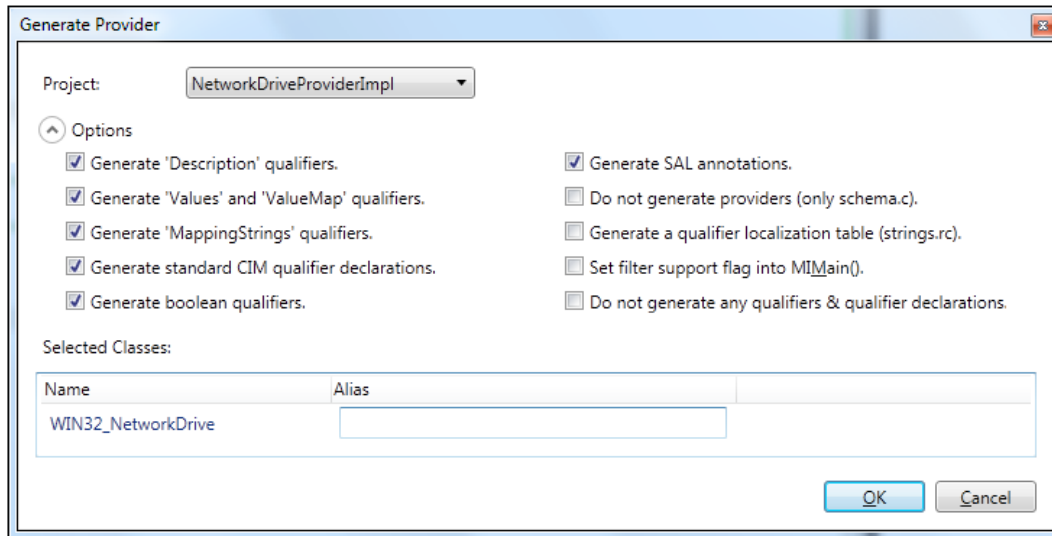 Generate Provider
Project: NetworkDriveProviderImpl
Options
Generate 'Description' qualifiers. Generate SAL annotations.
Generate 'Values' and 'ValueMap' qualifiers. Do not generate providers (only schema.c).
Generate 'MappingStrings' qualifiers. Generate a qualifier localization table (strings.rc).
Generate standard CIM qualifier declarations. Set filter support flag into MIMain().
Generate boolean qualifiers. Do not generate any qualifiers & qualifier declarations.
Selected Classes:
Name Alias
WIN32_NetworkDrive
OK Cancel